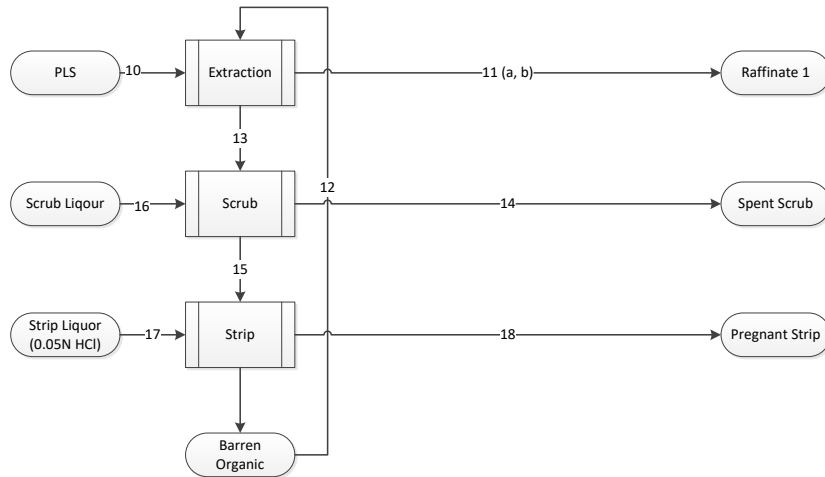 PLS
10
Extraction
11 (a, b)
Raffinate 1
13
12
Scrub Liqour
16
Scrub
14
Spent Scrub
15
Strip Liquor
(0.05N HCl)
17
Strip
18
Pregnant Strip
Barren
Organic